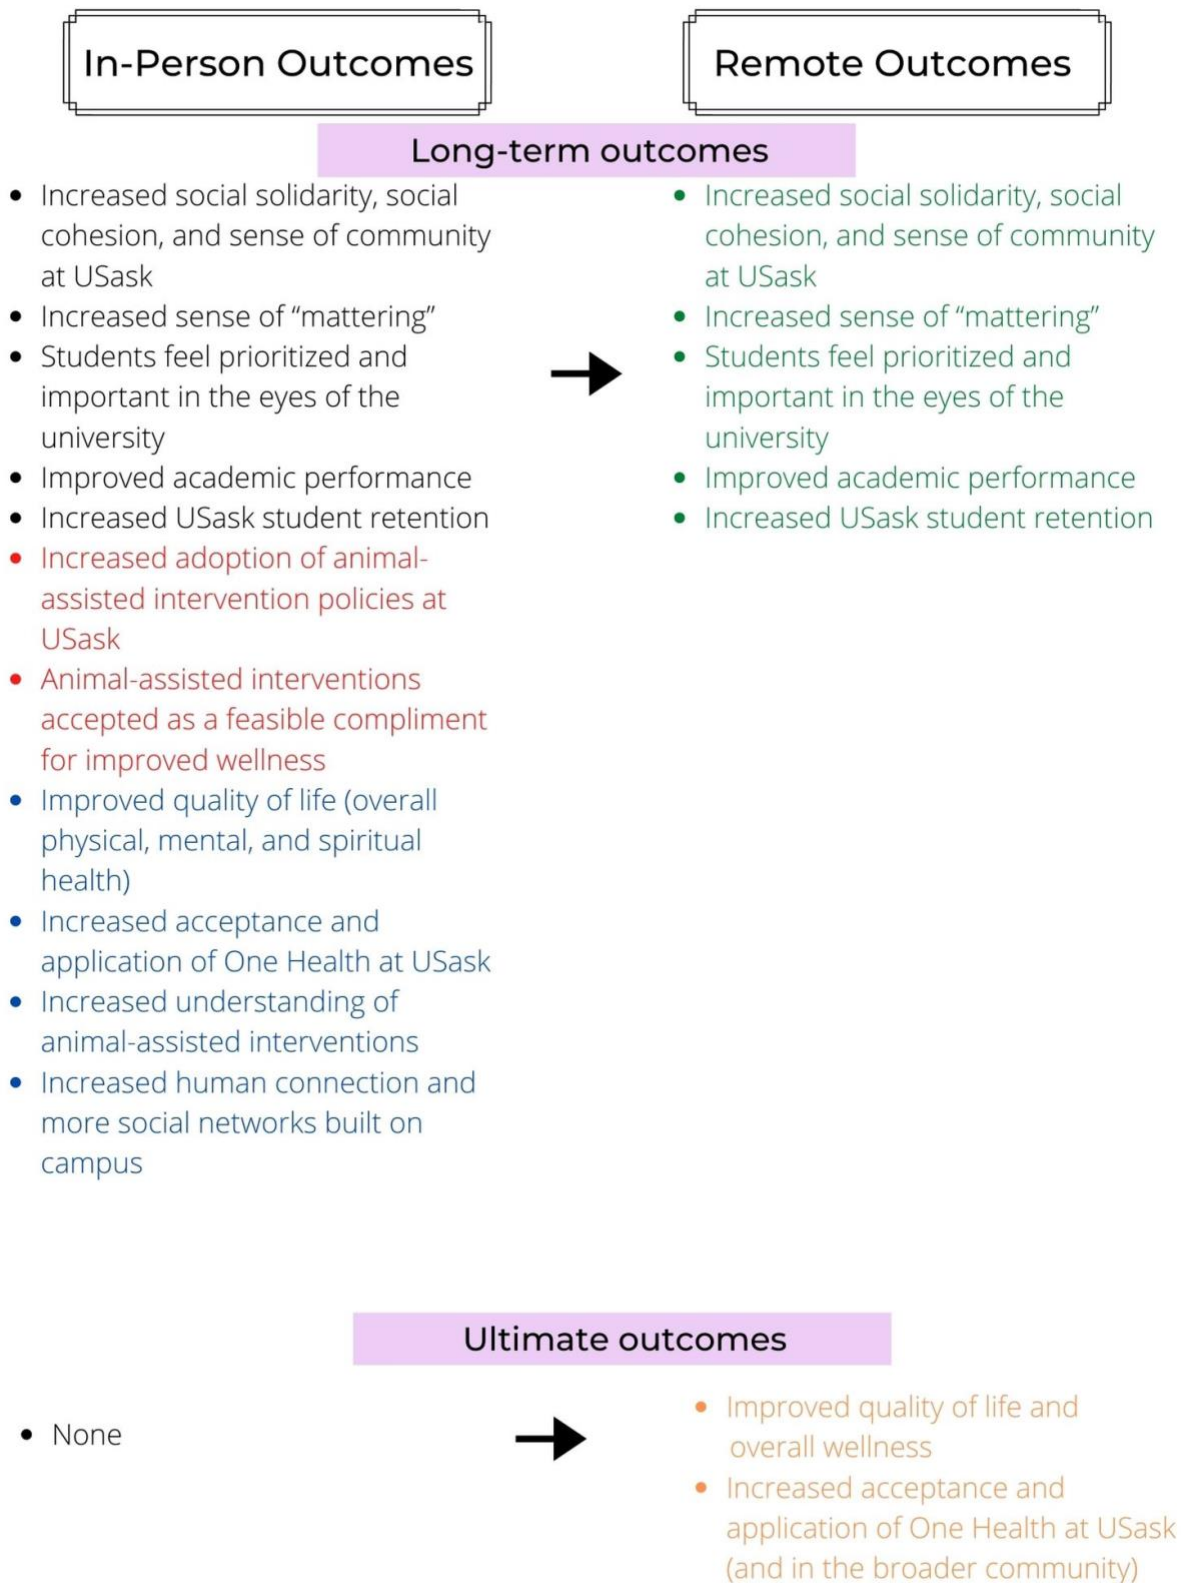 In-Person Outcomes
Remote Outcomes
Long-term outcomes
• Increased social solidarity, social
cohesion, and sense of community
at USask
• Increased sense of “mattering”
• Students feel prioritized and
important in the eyes of the
university
• Improved academic performance
• Increased USask student retention
• Increased adoption of animal-
assisted intervention policies at
USask
• Animal-assisted interventions
accepted as a feasible compliment
for improved wellness
• Improved quality of life (overall
physical, mental, and spiritual
health)
• Increased acceptance and
application of One Health at USask
• Increased understanding of
animal-assisted interventions
• Increased human connection and
more social networks built on
campus
• Increased social solidarity, social
cohesion, and sense of community
at USask
• Increased sense of “mattering”
• Students feel prioritized and
important in the eyes of the
university
• Improved academic performance
• Increased USask student retention
Ultimate outcomes
• None
• Improved quality of life and
overall wellness
• Increased acceptance and
application of One Health at USask
(and in the broader community)